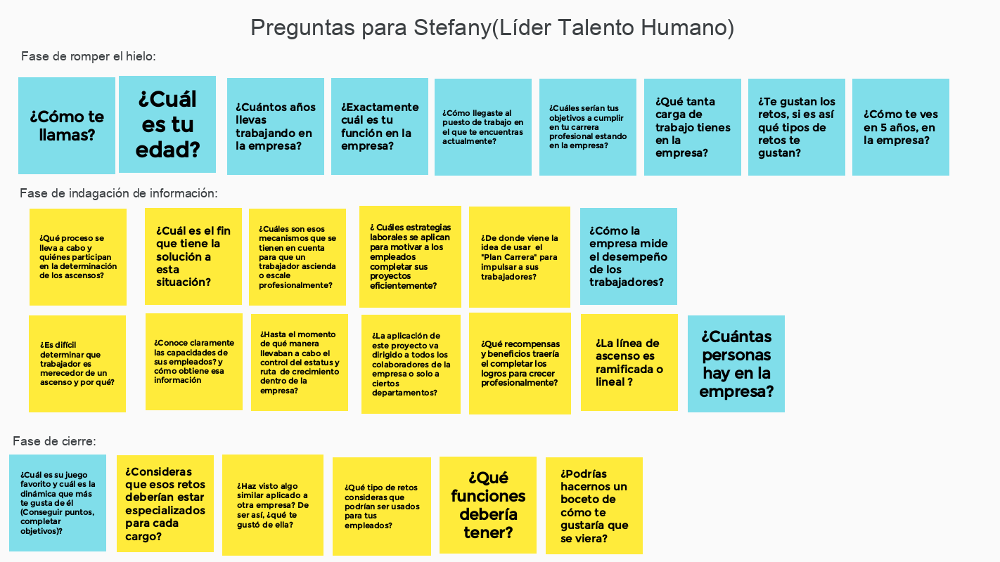 Preguntas para Stefany(Líder Talento Humano)
Fase de romper el hielo:
¿Cómo te
llamas?
¿Cuál
es tu
edad?
¿Cuántos años
llevas
trabajando en
la empresa?
¿Exactamente
cuál es tu
función en la
empresa?
¿Cómo llegaste al
puesto de trabajo en
el que te encuentras
actualmente?
¿Cuáles serían tus
objetivos a cumplir
en tu carrera
profesional estando
en la empresa?
¿Qué tanta
carga de
trabajo tienes
en la
empresa?
¿Te gustan los
retos, si es así
qué tipos de
retos te
gustan?
¿Cómo te ves
en 5 años, en
la empresa?
Fase de indagación de información:
¿Qué proceso se
lleva a cabo y
quiénes participan
en la determinación
de los ascensos?
¿Cuál es el fin
que tiene la
solución a
esta
situación?
¿Cuáles son esos
mecanismos que se
tienen en cuenta
para que un
trabajador ascienda
o escale
profesionalmente?
¿ Cuáles estrategias
laborales se aplican
para motivar a los
empleados
completar sus
proyectos
eficientemente?
¿De donde viene la
idea de usar el
"Plan Carrera" para
impulsar a sus
trabajadores?
¿Cómo la
empresa mide
el desempeño
de los
trabajadores?
¿Es difícil
determinar que
trabajador es
merecedor de un
ascenso y por qué?
¿Conoce claramente
las capacidades de
sus empleados? y
cómo obtiene esa
información
¿Hasta el momento
de qué manera
llevaban a cabo el
control del estatus y
ruta de crecimiento
dentro de la
empresa?
¿La aplicación de
este proyecto va
dirigido a todos los
colaboradores de la
empresa o solo a
ciertos
departamentos?
¿Qué recompensas
y beneficios traería
el completar los
logros para crecer
profesionalmente?
¿La línea de
ascenso es
ramificada o
lineal ?
¿Cuántas
personas
hay en la
empresa?
Fase de cierre:
¿Cuál es su juego
favorito y cuál es la
dinámica que más
te gusta de él
(Conseguir puntos,
completar
objetivos)?
¿Consideras
que esos retos
deberían estar
especializados
para cada
cargo?
¿Haz visto algo
similar aplicado a
otra empresa? De
ser así, ¿qué te
gustó de ella?
¿Qué tipo de retos
consideras que
podrían ser usados
para tus
empleados?
¿Qué
funciones
debería
tener?
¿Podrías
hacernos un
boceto de
cómo te
gustaría que
se viera?